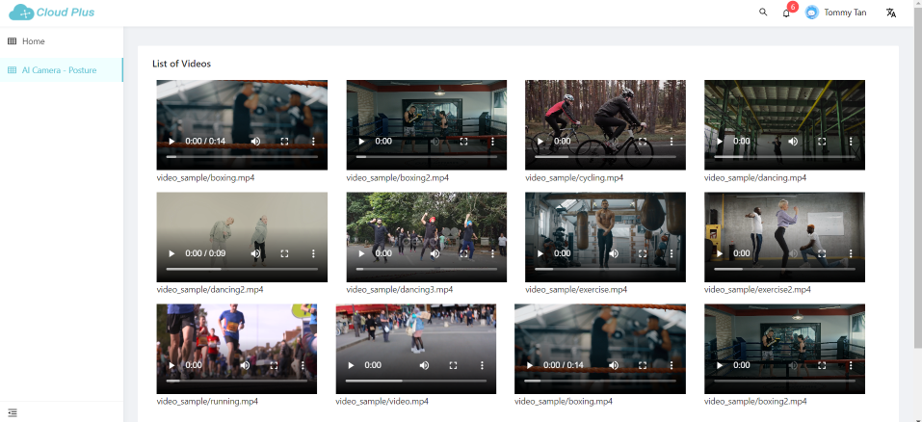 Cloud Plus
6
Tommy Tan
Home
AI Camera - Posture
List of Videos
0:00 / 0:14
0:00
0:00
0:00
video_sample/boxing.mp4
video_sample/boxing2.mp4
video_sample/cycling.mp4
video_sample/dancing.mp4
0:00 / 0:09
0:00
0:00
0:00
video_sample/dancing2.mp4
video_sample/dancing3.mp4
video_sample/exercise.mp4
video_sample/exercise2.mp4
0:00
0:00
0:00 / 0:14
0:00
video_sample/running.mp4
video_sample/video.mp4
video_sample/boxing.mp4
video_sample/boxing2.mp4